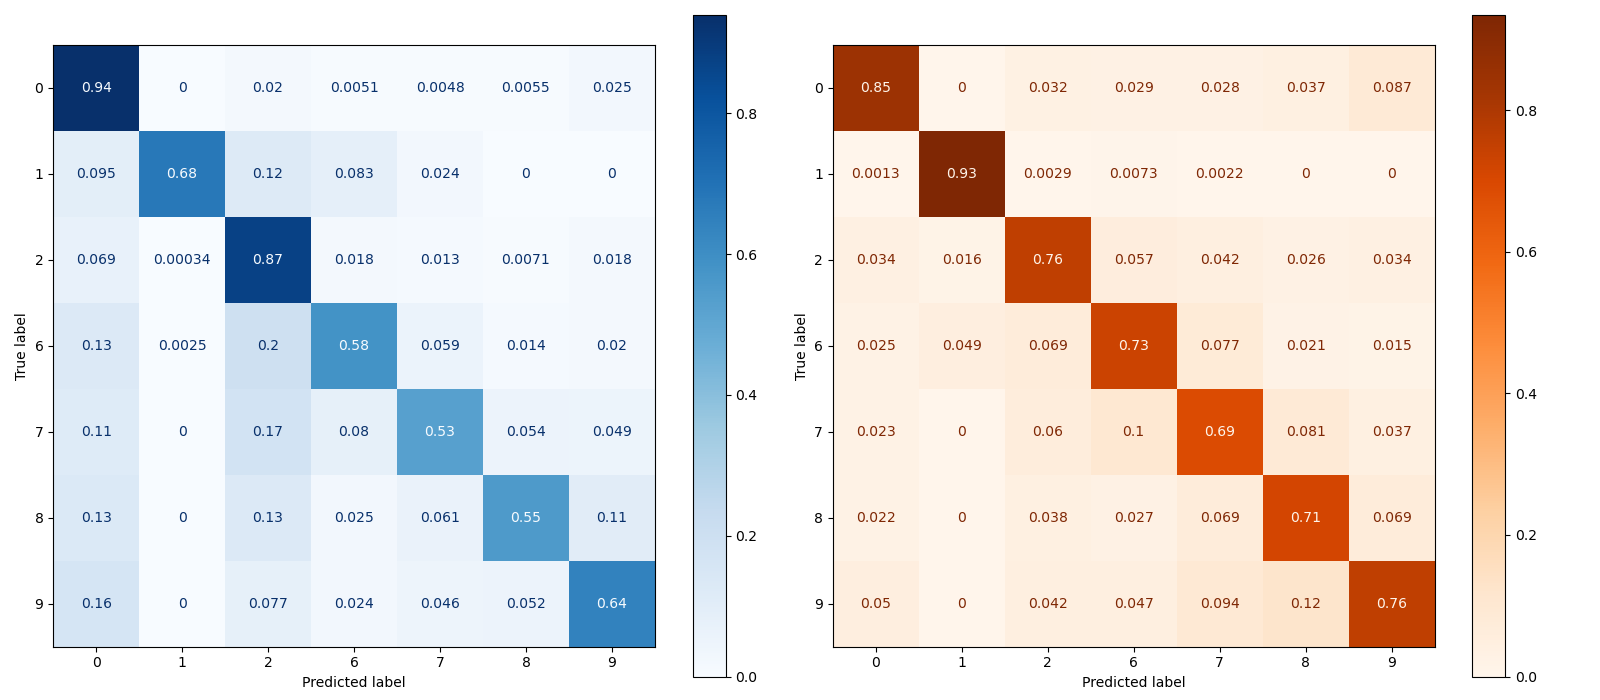 0 0.94 0 0.02 0.0051 0.0048 0.0055 0.025
1 0.095 0.68 0.12 0.083 0.024 0 0
2 0.069 0.00034 0.87 0.018 0.013 0.0071 0.018
6 0.13 0.0025 0.2 0.58 0.059 0.014 0.02
7 0.11 0 0.17 0.08 0.53 0.054 0.049
8 0.13 0 0.13 0.025 0.061 0.55 0.11
9 0.16 0 0.077 0.024 0.046 0.052 0.64
0 1 2 6 7 8 9
Predicted label
True label
0.8
0.6
0.4
0.2
0.0
0 0.85 0 0.032 0.029 0.028 0.037 0.087
1 0.0013 0.93 0.0029 0.0073 0.0022 0 0
2 0.034 0.016 0.76 0.057 0.042 0.026 0.034
6 0.025 0.049 0.069 0.73 0.077 0.021 0.015
7 0.023 0 0.06 0.1 0.69 0.081 0.037
8 0.022 0 0.038 0.027 0.069 0.71 0.069
9 0.05 0 0.042 0.047 0.094 0.12 0.76
0 1 2 6 7 8 9
Predicted label
True label
0.8
0.6
0.4
0.2
0.0